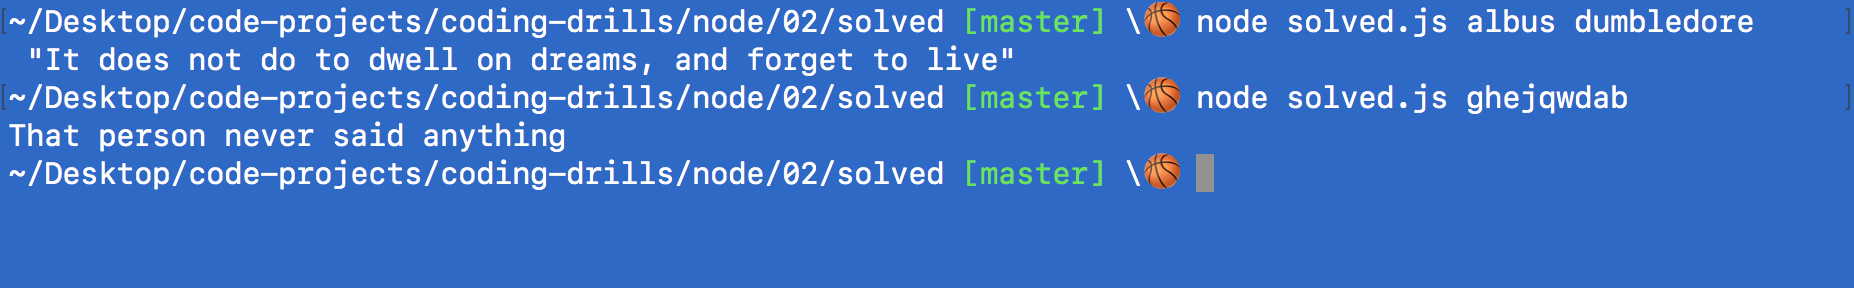 [~/Desktop/code-projects/coding-drills/node/02/solved [master] \🏀 node solved.js albus dumbledore ]
 "It does not do to dwell on dreams, and forget to live"
[~/Desktop/code-projects/coding-drills/node/02/solved [master] \🏀 node solved.js ghejqwdab ]
That person never said anything
~/Desktop/code-projects/coding-drills/node/02/solved [master] \🏀